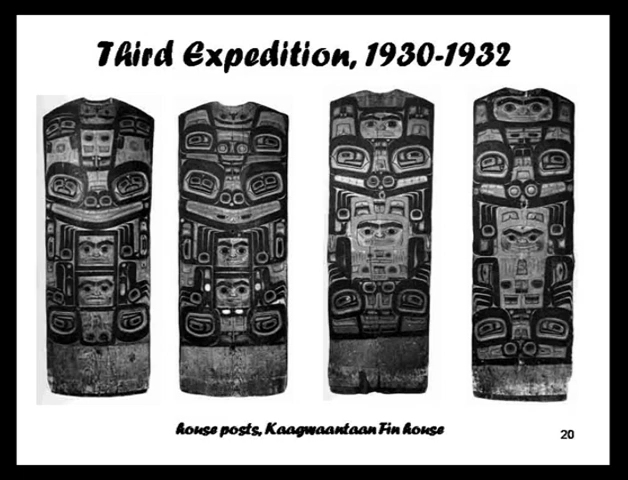 Third Expedition, 1930-1932
house posts, Kaagwaantaan Fin house
20